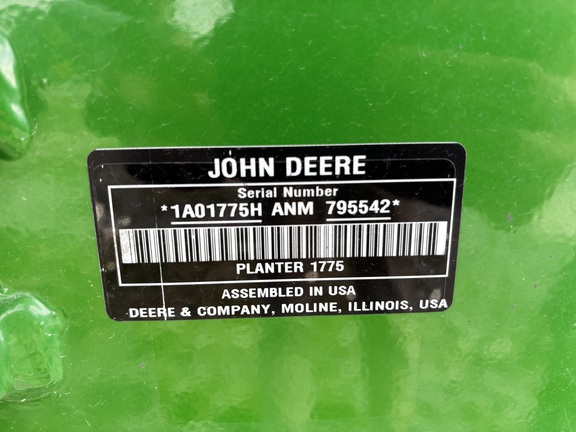 JOHN DEERE
Serial Number
*1A01775H ANM 795542*
PLANTER 1775
ASSEMBLED IN USA
DEERE & COMPANY, MOLINE, ILLINOIS, USA